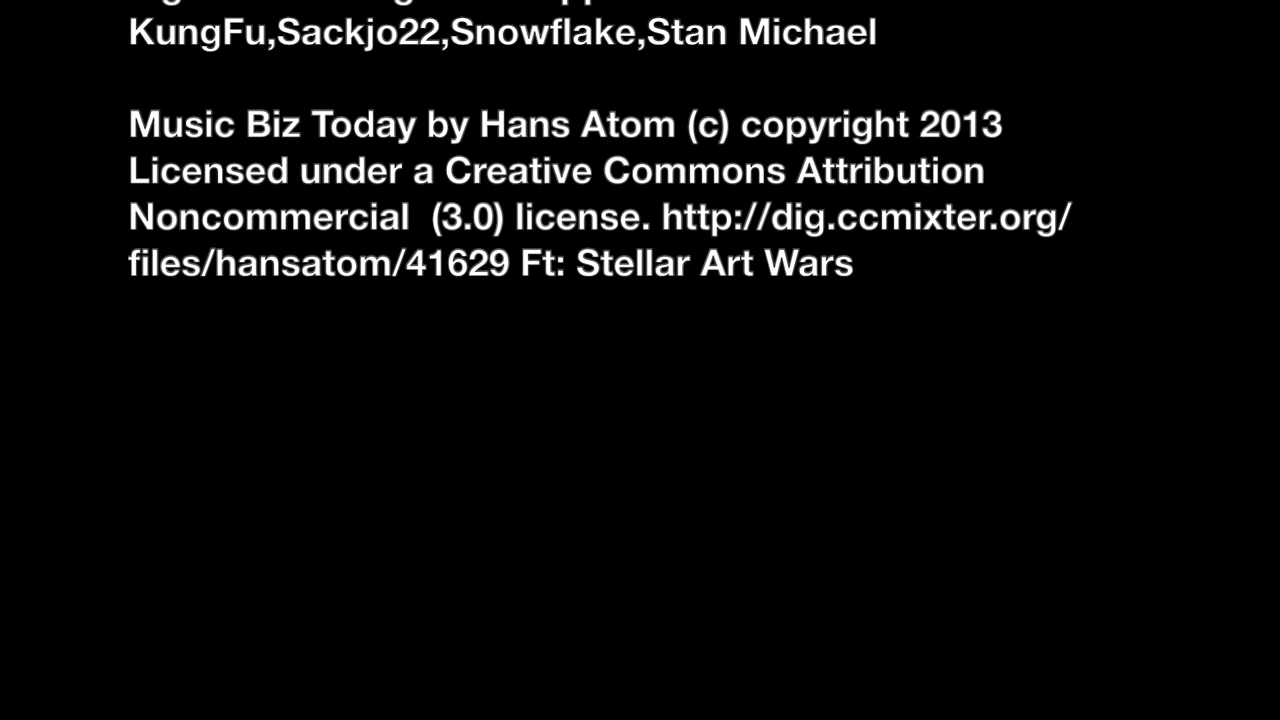 KungFu,Sackjo22,Snowflake,Stan Michael
Music Biz Today by Hans Atom (c) copyright 2013
Licensed under a Creative Commons Attribution
Noncommercial  (3.0) license. http://dig.ccmixter.org/
files/hansatom/41629 Ft: Stellar Art Wars